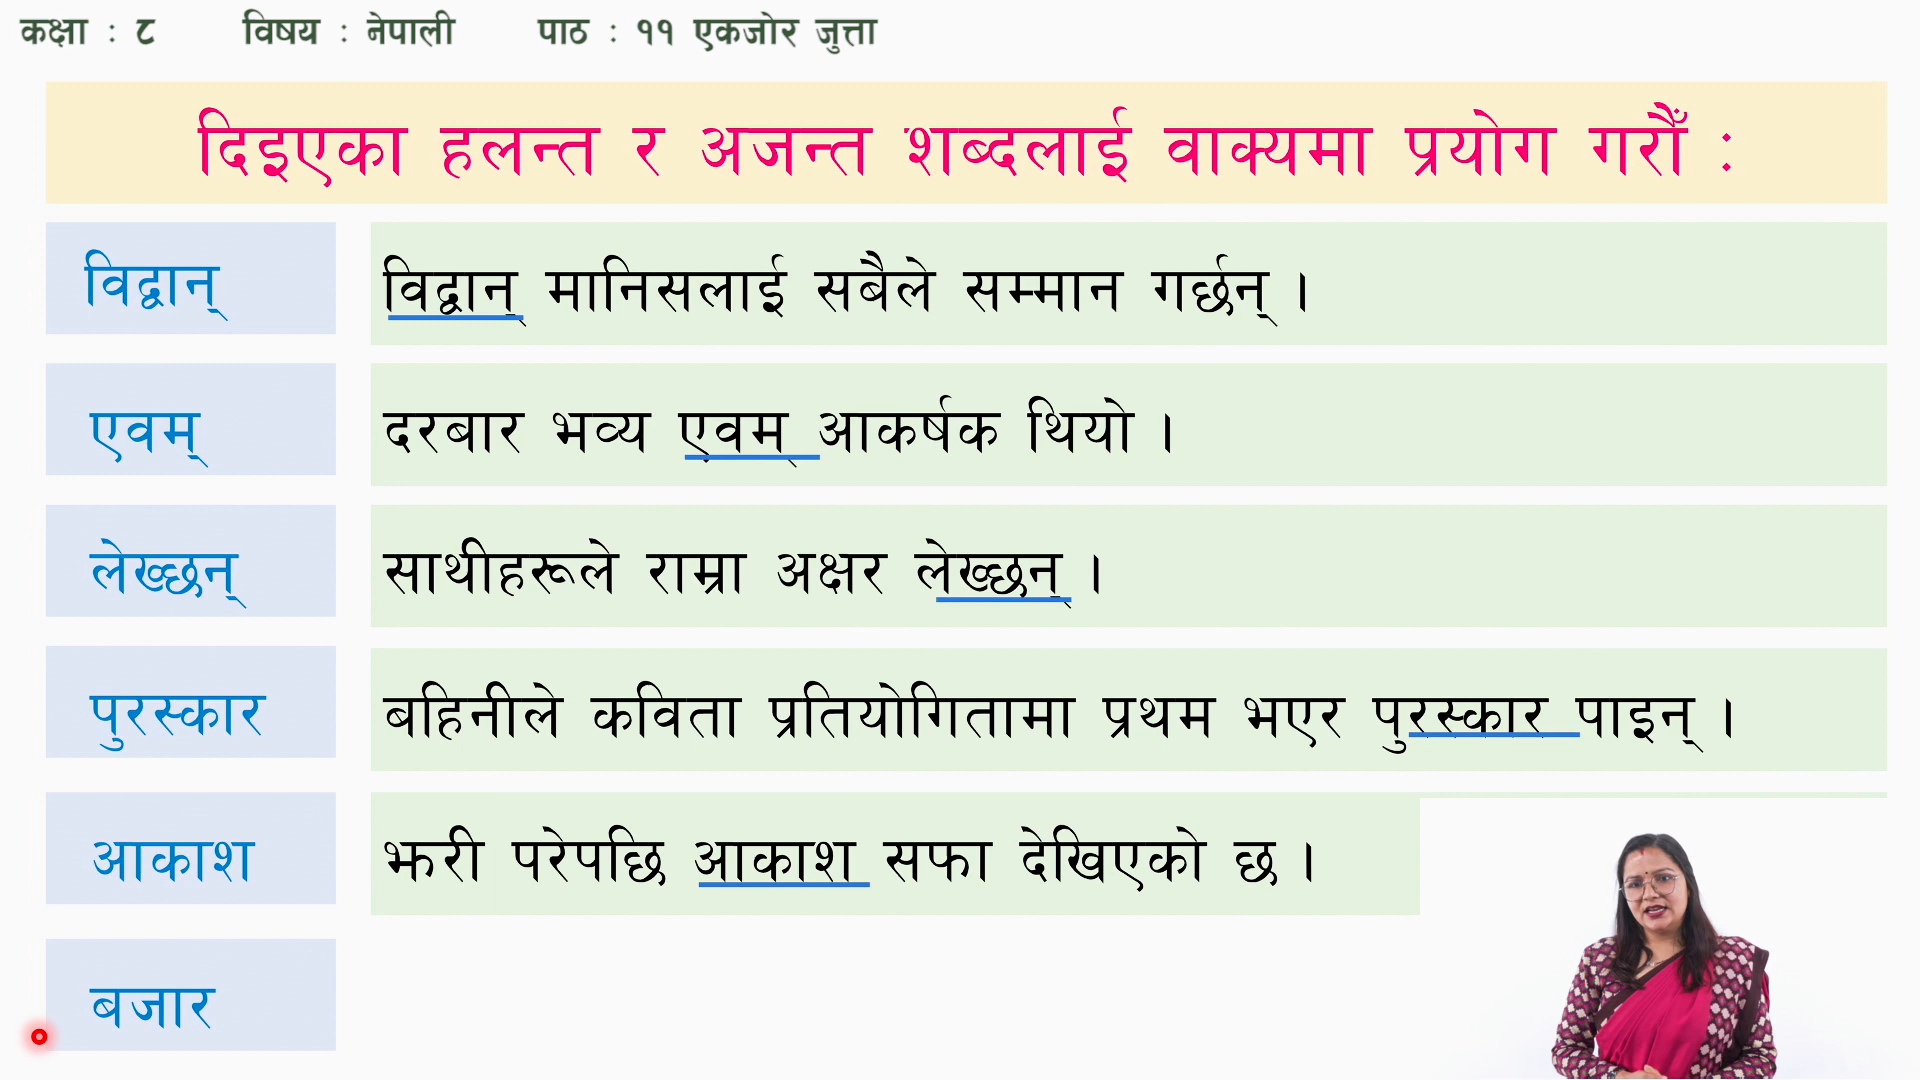 कक्षा : ८ विषय : नेपाली पाठ : ११ एकजोर जुत्ता
दिइएका हलन्त र अजन्त शब्दलाई वाक्यमा प्रयोग गरौँ :
विद्वान् विद्वान् मानिसलाई सबैले सम्मान गर्छन् ।
एवम् दरबार भव्य एवम् आकर्षक थियो ।
लेख्छन् साथीहरूले राम्रा अक्षर लेख्छन् ।
पुरस्कार बहिनीले कविता प्रतियोगितामा प्रथम भएर पुरस्कार पाइन् ।
आकाश झरी परेपछि आकाश सफा देखिएको छ ।
बजार